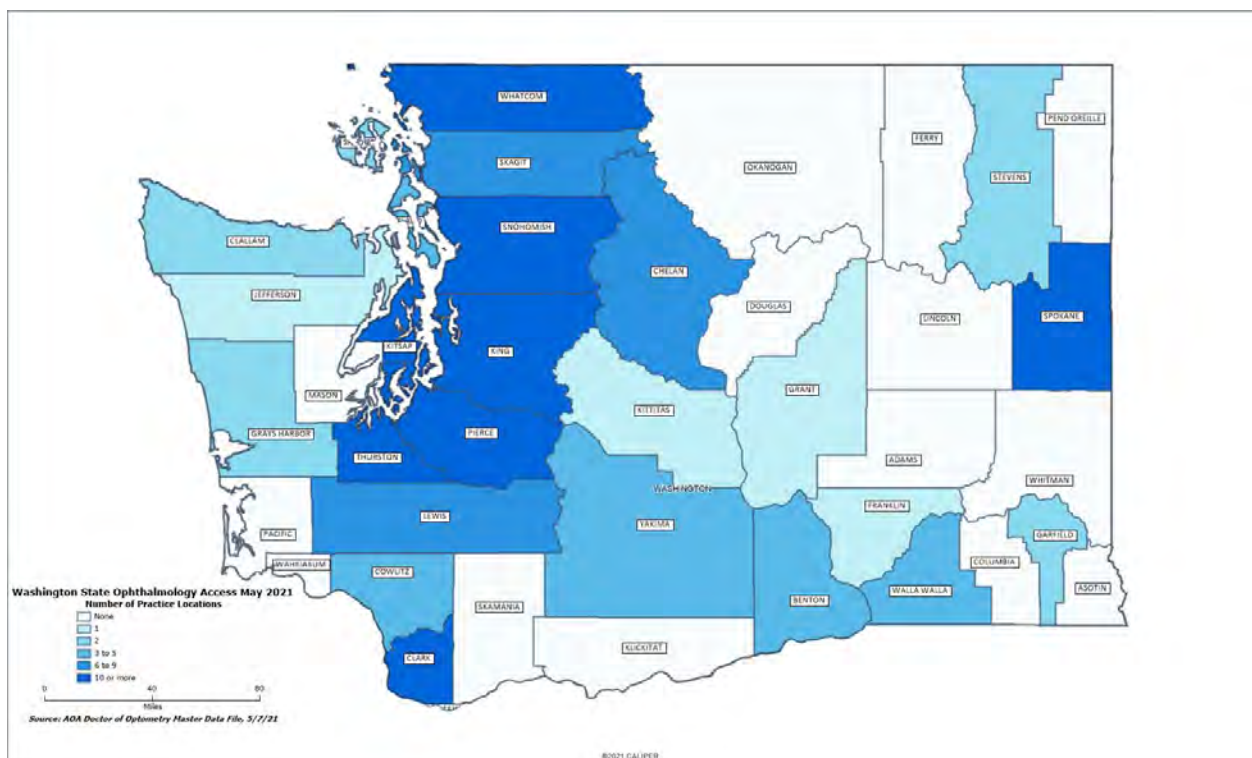 WHATCOM
SKAGIT
OKANOGAN
FERRY
PEND OREILLE
STEVENS
CLALLAM
SNOHOMISH
CHELAN
JEFFERSON
DOUGLAS
LINCOLN
SPOKANE
KITSAP
KING
MASON
GRANT
KITTITAS
GRAYS HARBOR
PIERCE
THURSTON
ADAMS
WHITMAN
WASHINGTON
FRANKLIN
LEWIS
YAKIMA
PACIFIC
GARFIELD
WAHKIAKUM
COWLITZ
COLUMBIA
ASOTIN
WALLA WALLA
BENTON
SKAMANIA
KLICKITAT
CLARK
Washington State Ophthalmology Access May 2021
Number of Practice Locations
None
1
2
3 to 5
6 to 9
10 or more
0 40 80
Miles
Source: AOA Doctor of Optometry Master Data File, 5/7/21
©2021 CALIPER